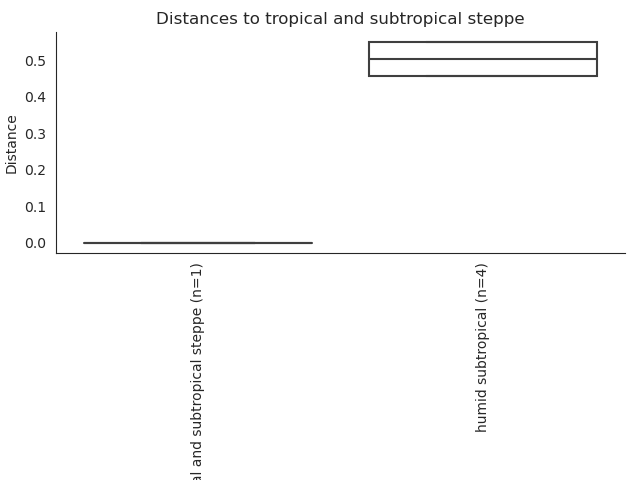 Distances to tropical and subtropical steppe
Distance
0.5
0.4
0.3
0.2
0.1
0.0
al and subtropical steppe (n=1)
humid subtropical (n=4)